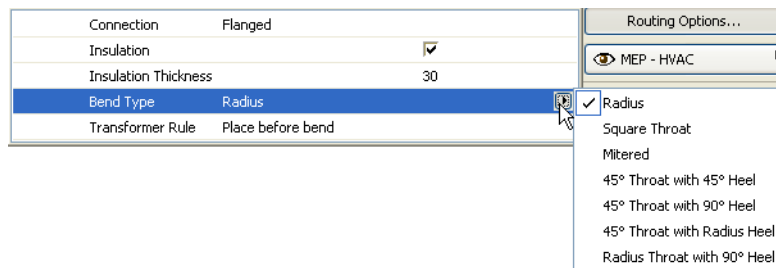 Connection Flanged
Routing Options...
Insulation
MEP - HVAC
Insulation Thickness 30
Bend Type Radius
Transformer Rule Place before bend
Radius
Square Throat
Mitered
45° Throat with 45° Heel
45° Throat with 90° Heel
45° Throat with Radius Heel
Radius Throat with 90° Heel